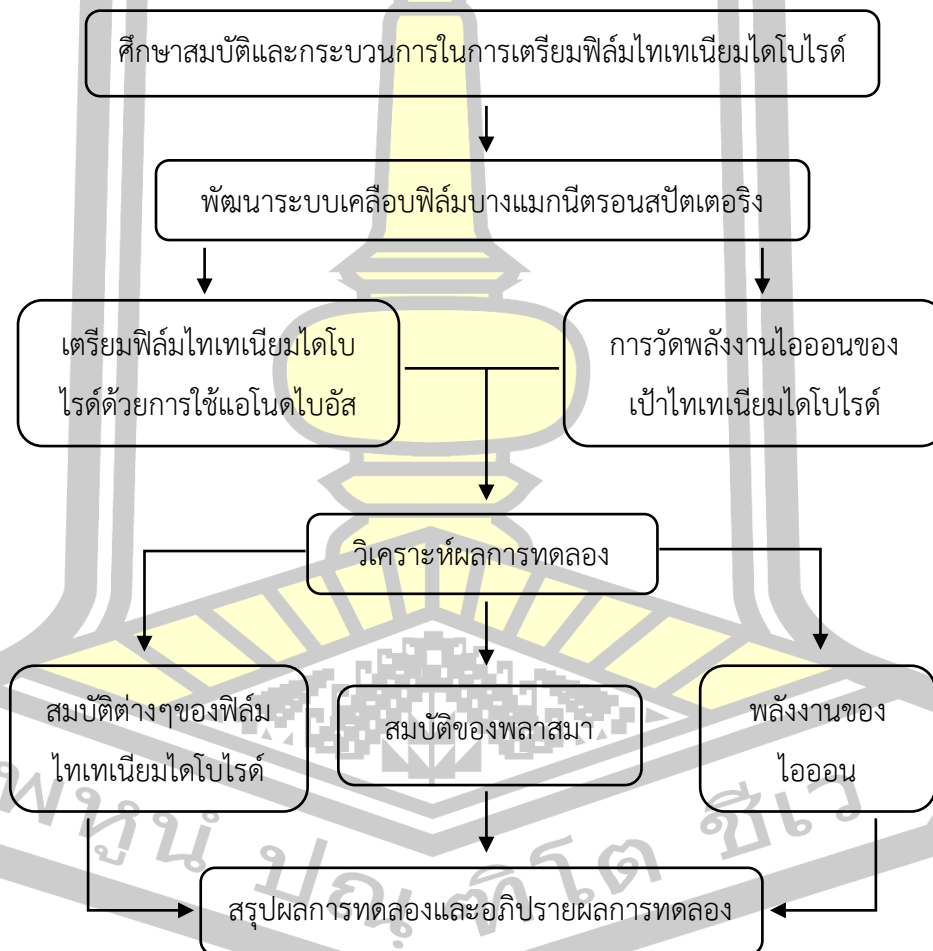 ศึกษาสมบัติและกระบวนการในการเตรียมฟิล์มไทเทเนียมไดโบไรด์
พัฒนาระบบเคลือบฟิล์มบางแมกนีตรอนสปัตเตอริง
เตรียมฟิล์มไทเทเนียมไดโบ
ไรด์ด้วยการใช้แอโนดไบอัส
การวัดพลังงานไอออนของ
เป้าไทเทเนียมไดโบไรด์
วิเคราะห์ผลการทดลอง
สมบัติต่างๆของฟิล์ม
ไทเทเนียมไดโบไรด์
สมบัติของพลาสมา
พลังงานของ
ไอออน
พหูนํ ปณฺฑิโต ชีเว
สรุปผลการทดลองและอภิปรายผลการทดลอง